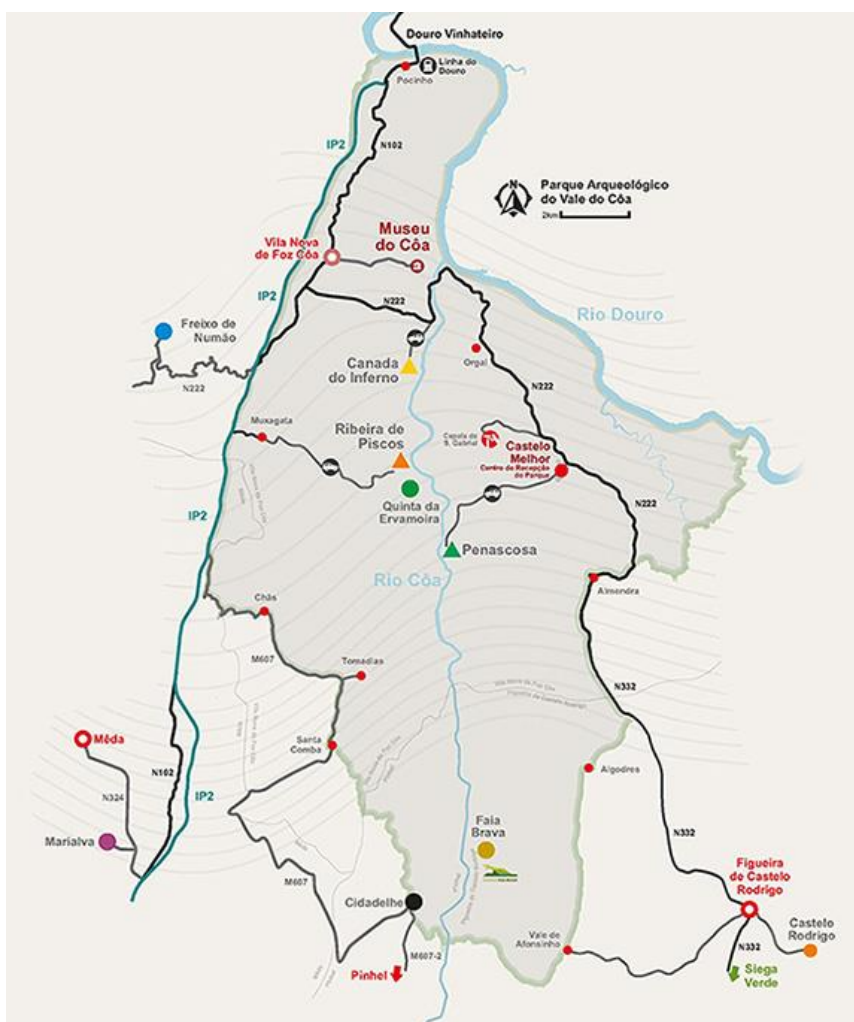 Douro Vinhateiro
Linha do
Douro
Pocinho
IP2
N102
N
Parque Arqueológico
do Vale do Côa
2km
Museu
do Côa
Vila Nova
de Foz Côa
IP2
N222
Rio Douro
Freixo de
Numão
N222
Canada
do Inferno
Orgal
N222
Muxagata
Ribeira de
Piscos
Capela de
S. Gabriel
Castelo
Melhor
Centro de Recepção
do Parque
Quinta da
Ervamoira
N222
IP2
Penascosa
Rio Côa
Almendra
Chãs
M607
Tomadias
N332
Santa
Comba
Mêda
N102
IP2
N324
Algodres
Marialva
Faia
Brava
N332
M607
Figueira
de Castelo
Rodrigo
Cidadelhe
Castelo
Rodrigo
Vale de
Afonsinho
M607-2
N332
Pinhel
Siega
Verde